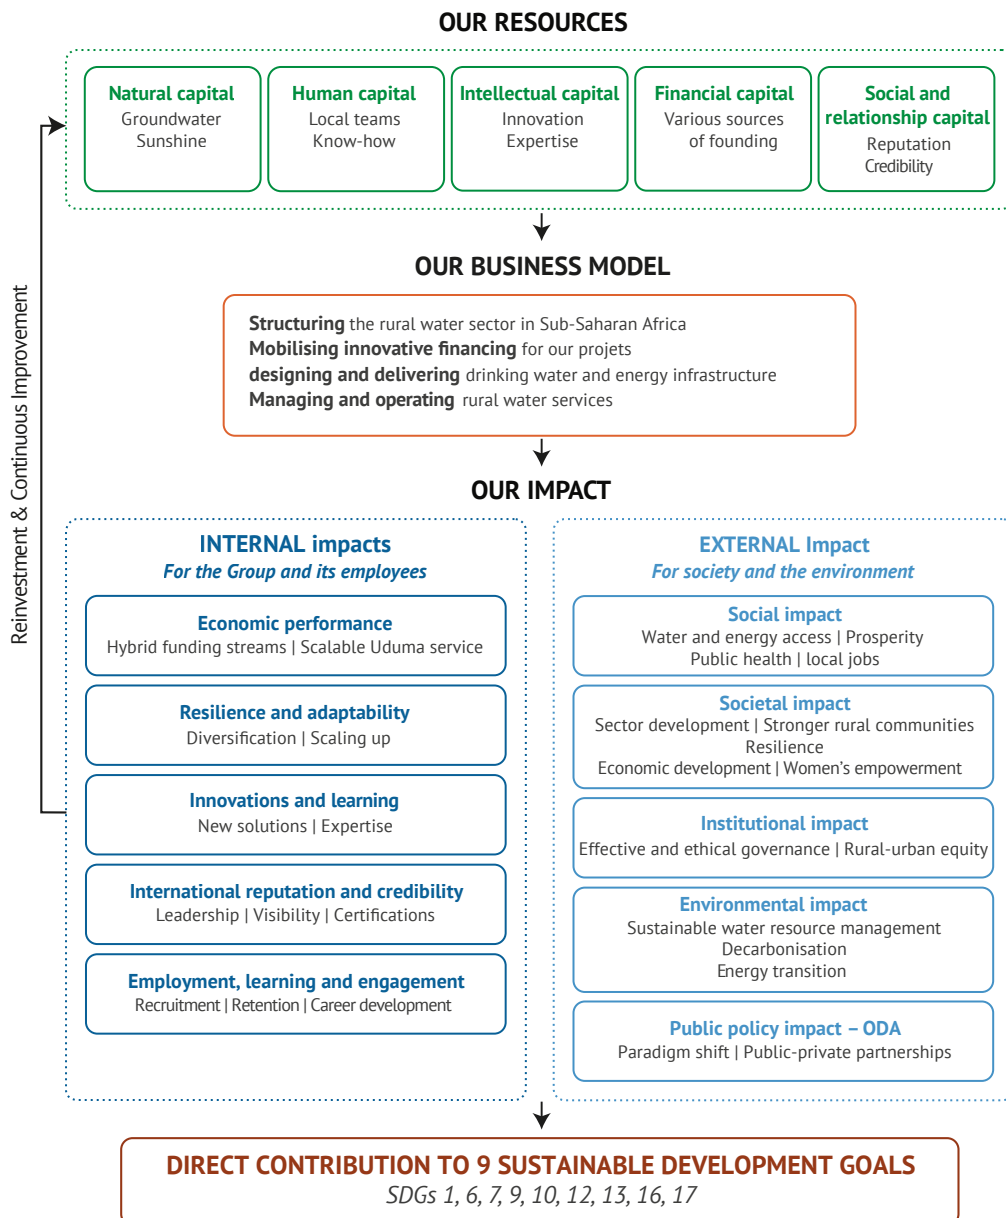 OUR RESOURCES
Natural capital
Groundwater
Sunshine
Human capital
Local teams
Know-how
Intellectual capital
Innovation
Expertise
Financial capital
Various sources
of founding
Social and
relationship capital
Reputation
Credibility
Reinvestment & Continuous Improvement
OUR BUSINESS MODEL
Structuring the rural water sector in Sub-Saharan Africa
Mobilising innovative financing for our projets
designing and delivering drinking water and energy infrastructure
Managing and operating rural water services
OUR IMPACT
INTERNAL impacts
For the Group and its employees
Economic performance
Hybrid funding streams | Scalable Uduma service
Resilience and adaptability
Diversification | Scaling up
Innovations and learning
New solutions | Expertise
International reputation and credibility
Leadership | Visibility | Certifications
Employment, learning and engagement
Recruitment | Retention | Career development
EXTERNAL Impact
For society and the environment
Social impact
Water and energy access | Prosperity
Public health | local jobs
Societal impact
Sector development | Stronger rural communities
Resilience
Economic development | Women's empowerment
Institutional impact
Effective and ethical governance | Rural-urban equity
Environmental impact
Sustainable water resource management
Decarbonisation
Energy transition
Public policy impact – ODA
Paradigm shift | Public-private partnerships
DIRECT CONTRIBUTION TO 9 SUSTAINABLE DEVELOPMENT GOALS
SDGs 1, 6, 7, 9, 10, 12, 13, 16, 17